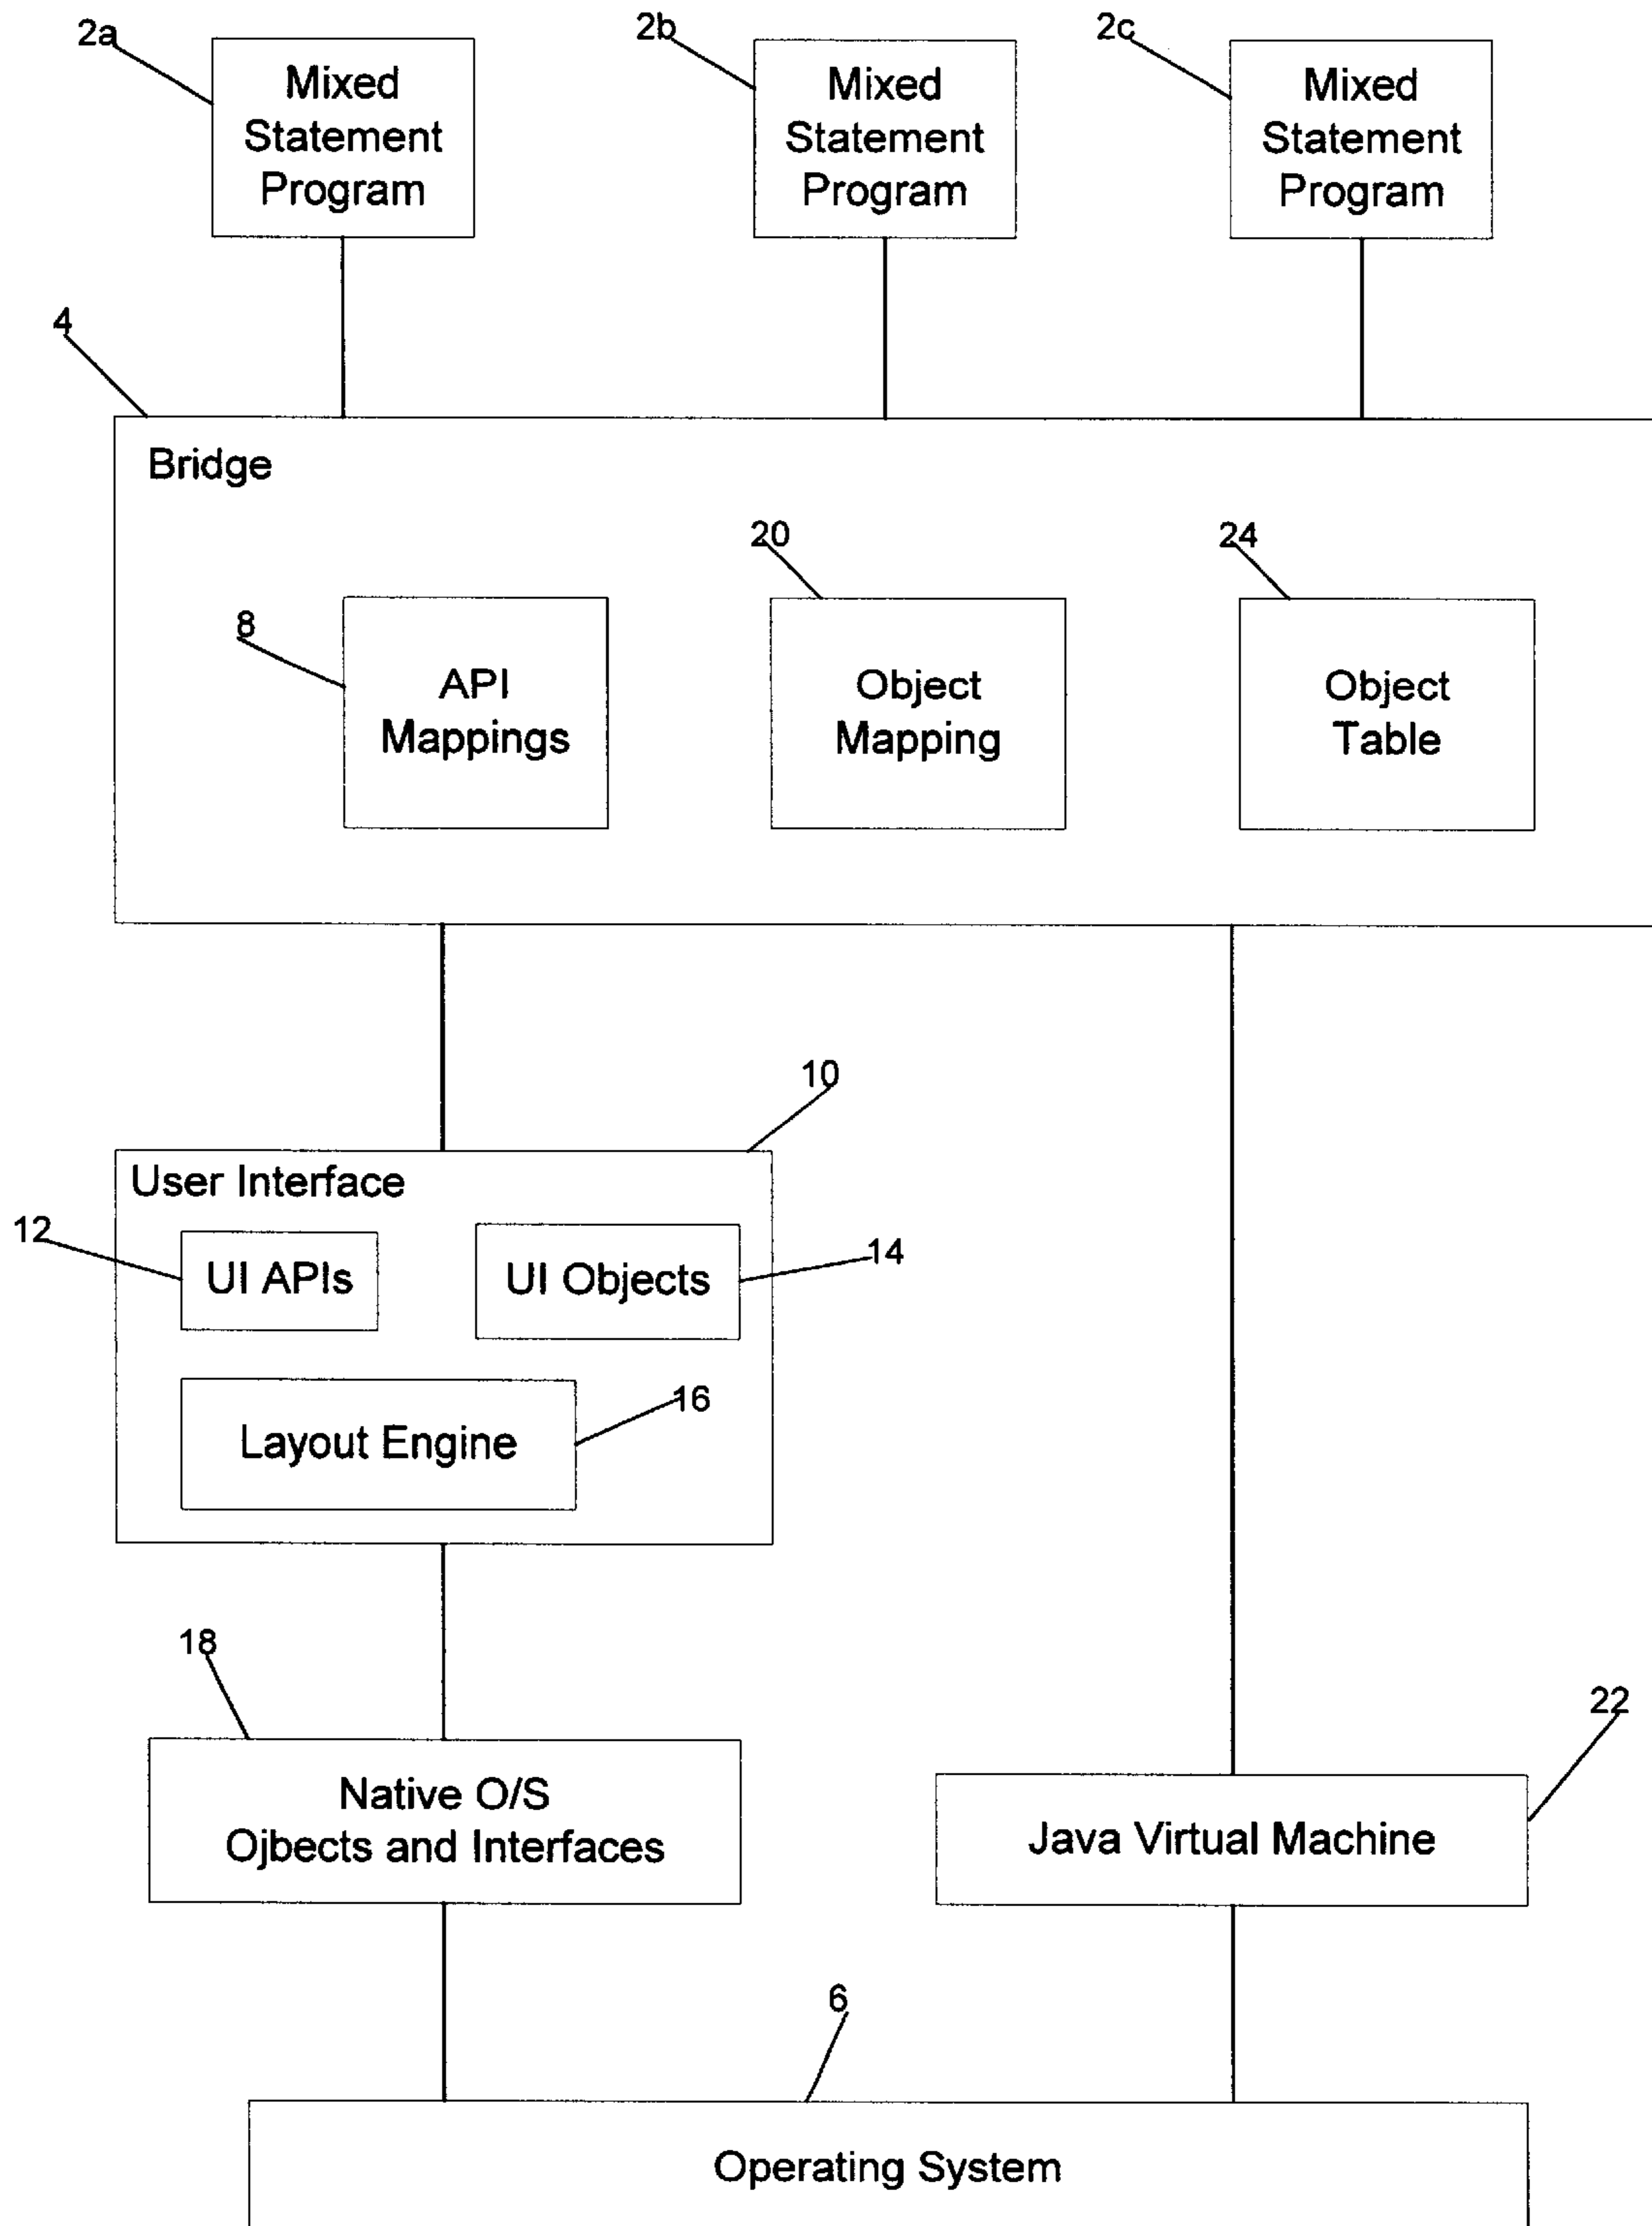 2a
2b
2c
Mixed
Statement
Program
Mixed
Statement
Program
Mixed
Statement
Program
4
Bridge
20
24
8
API
Mappings
Object
Mapping
Object
Table
10
User Interface
12
UI APIs
UI Objects
14
16
Layout Engine
18
22
Native O/S
Ojbects and Interfaces
Java Virtual Machine
6
Operating System